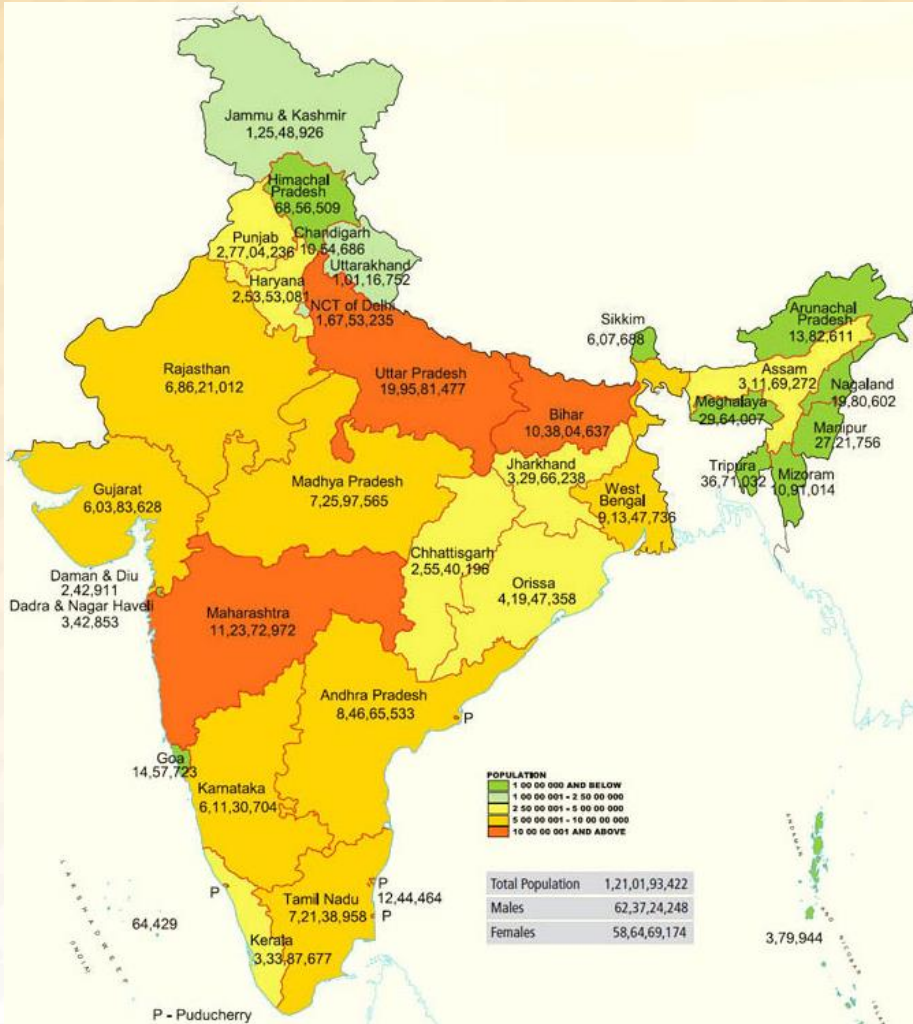 Jammu & Kashmir
1,25,48,926
Himachal
Pradesh
68,56,509
Punjab
2,77,04,236
Chandigarh
10,54,686
Uttarakhand
1,01,16,752
Haryana
2,53,53,081
NCT of Delhi
1,67,53,235
Sikkim
6,07,688
Arunachal
Pradesh
13,82,611
Rajasthan
6,86,21,012
Uttar Pradesh
19,95,81,477
Assam
3,11,69,272
Nagaland
19,80,602
Bihar
10,38,04,637
Meghalaya
29,64,007
Manipur
27,21,756
Jharkhand
3,29,66,238
Tripura
36,71,032
Mizoram
10,91,014
Gujarat
6,03,83,628
Madhya Pradesh
7,25,97,565
West
Bengal
9,13,47,736
Chhattisgarh
2,55,40,196
Orissa
4,19,47,358
Daman & Diu
2,42,911
Dadra & Nagar Haveli
3,42,853
Maharashtra
11,23,72,972
Andhra Pradesh
8,46,65,533
P
Goa
14,57,723
Karnataka
6,11,30,704
POPULATION
1 00 00 000 AND BELOW
1 00 00 001 - 2 50 00 000
2 50 00 001 - 5 00 00 000
5 00 00 001 - 10 00 00 000
10 00 00 001 AND ABOVE
P
P
12,44,464
P
Tamil Nadu
7,21,38,958
Kerala
3,33,87,677
Total Population 1,21,01,93,422
Males 62,37,24,248
Females 58,64,69,174
LAKSHADWEEP
(INDIA)
64,429
ANDAMAN
AND NICOBAR
3,79,944
P - Puducherry